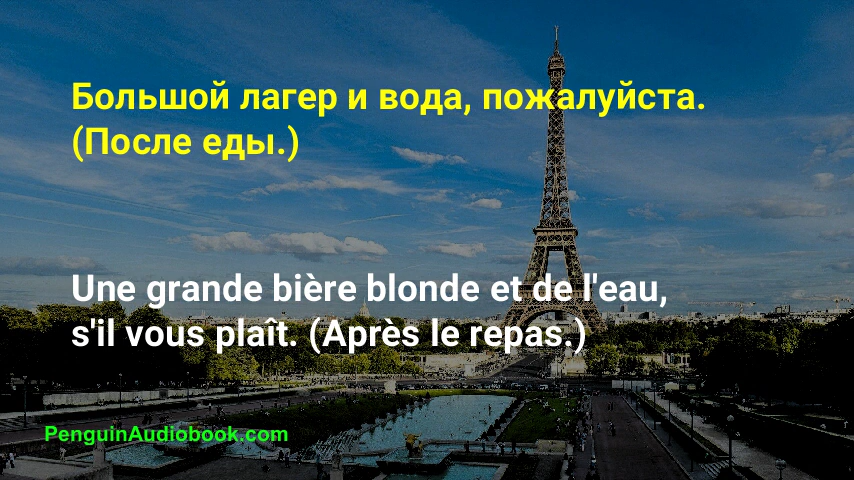 Большой лагер и вода, пожалуйста.
(После еды.)
Une grande bière blonde et de l'eau,
s'il vous plaît. (Après le repas.)
PenguinAudiobook.com